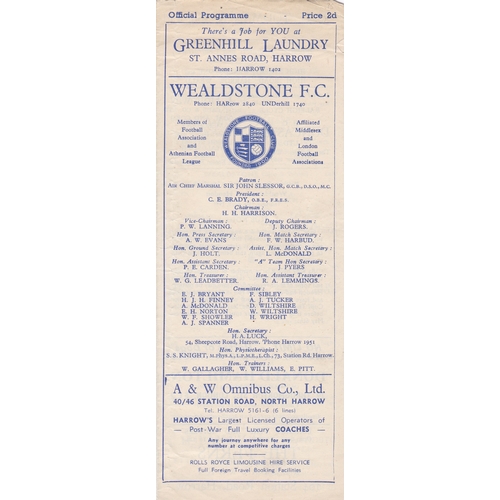 Official Programme Price 2d
There's a Job for YOU at
GREENHILL LAUNDRY
ST. ANNES ROAD, HARROW
Phone: HARROW 1402
WEALDSTONE F.C.
Phone: HARrow 2840 UNDerhill 1740
Members of
Football
Association
and
Athenian Football
League
WEALDSTONE FOOTBALL CLUB
Affiliated
Middlesex
and
London
Football
Associations
Patron:
AIR CHIEF MARSHAL SIR JOHN SLESSOR, G.C.B., D.S.O., M.C.
President:
C. E. BRADY, O.B.E., F.R.E.S.
Chairman:
H. H. HARRISON.
Vice-Chairman: Deputy Chairman:
P. W. LANNING. J. ROGERS.
Hon. Press Secretary: Hon. Match Secretary:
A. W. EVANS F. W. HARBUD.
Hon. Ground Secretary: Assist. Hon. Match Secretary:
J. HOLT. L. McDONALD
Hon. Assistant Secretary: "A" Team Hon Secretary:
P. E. CARDEN. J PYERS
Hon. Treasurer: Hon. Assistant Treasurer:
W. G. LEADBETTER. R. A. LEMMINGS.
Committee:
E. J. BRYANT F. SIBLEY
H. J. H. FINNEY A. J. TUCKER
A. McDONALD D. WILTSHIRE
E. H. NORTON W. WILTSHIRE
W. F. SHOWLER H. WRIGHT
A. J. SPANNER
Hon. Secretary:
H. A. LUCK,
54, Sheepcote Road, Harrow. 'Phone Harrow 1951
Hon. Physiotherapist:
S. S. KNIGHT, M.Phys.A., L.P.M.R., L.ch., 73, Station Rd. Harrow.
Hon. Trainers:
W. GALLAGHER, W. WILLIAMS, E. PITT.
A & W OMNIBUS CO., LTD.
40/46 STATION ROAD, NORTH HARROW
Tel. HARROW 5161-6 (6 lines)
HARROW'S Largest Licensed Operators of
- Post-War Full Luxury COACHES -
Any journey anywhere for any
number at competitive charges
ROLLS ROYCE LIMOUSINE HIRE SERVICE
Full Foreign Travel Booking Facilities